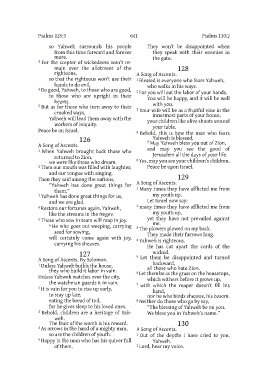 Psalms 125:3
641
Psalms 130:2
so Yahweh surrounds his people
from this time forward and forever
more.
3 For the scepter of wickedness won't re-
main over the allotment of the
righteous,
so that the righteous won't use their
hands to do evil.
4 Do good, Yahweh, to those who are good,
to those who are upright in their
hearts.
5 But as for those who turn away to their
crooked ways,
Yahweh will lead them away with the
workers of iniquity.
Peace be on Israel.
126
A Song of Ascents.
1 When Yahweh brought back those who
returned to Zion,
we were like those who dream.
2 Then our mouth was filled with laughter,
and our tongue with singing.
Then they said among the nations,
"Yahweh has done great things for
them."
3 Yahweh has done great things for us,
and we are glad.
4 Restore our fortunes again, Yahweh,
like the streams in the Negev.
5 Those who sow in tears will reap in joy.
6 He who goes out weeping, carrying
seed for sowing,
will certainly come again with joy,
carrying his sheaves.
127
A Song of Ascents. By Solomon.
1 Unless Yahweh builds the house,
they who build it labor in vain.
Unless Yahweh watches over the city,
the watchman guards it in vain.
2 It is vain for you to rise up early,
to stay up late,
eating the bread of toil,
for he gives sleep to his loved ones.
3 Behold, children are a heritage of Yah-
weh.
The fruit of the womb is his reward.
4 As arrows in the hand of a mighty man,
so are the children of youth.
5 Happy is the man who has his quiver full
of them.
They won't be disappointed when
they speak with their enemies in
the gate.
128
A Song of Ascents.
1 Blessed is everyone who fears Yahweh,
who walks in his ways.
2 For you will eat the labor of your hands.
You will be happy, and it will be well
with you.
3 Your wife will be as a fruitful vine in the
innermost parts of your house,
your children like olive shoots around
your table.
4 Behold, this is how the man who fears
Yahweh is blessed.
5 May Yahweh bless you out of Zion,
and may you see the good of
Jerusalem all the days of your life.
6 Yes, may you see your children's children.
Peace be upon Israel.
129
A Song of Ascents.
1 Many times they have afflicted me from
my youth up.
Let Israel now say:
2 many times they have afflicted me from
my youth up,
yet they have not prevailed against
me.
3 The plowers plowed on my back.
They made their furrows long.
4 Yahweh is righteous.
He has cut apart the cords of the
wicked.
5 Let them be disappointed and turned
backward,
all those who hate Zion.
6 Let them be as the grass on the housetops,
which withers before it grows up,
7 with which the reaper doesn't fill his
hand,
nor he who binds sheaves, his bosom.
8 Neither do those who go by say,
"The blessing of Yahweh be on you.
We bless you in Yahweh's name."
130
A Song of Ascents.
1 Out of the depths I have cried to you,
Yahweh.
2 Lord, hear my voice.